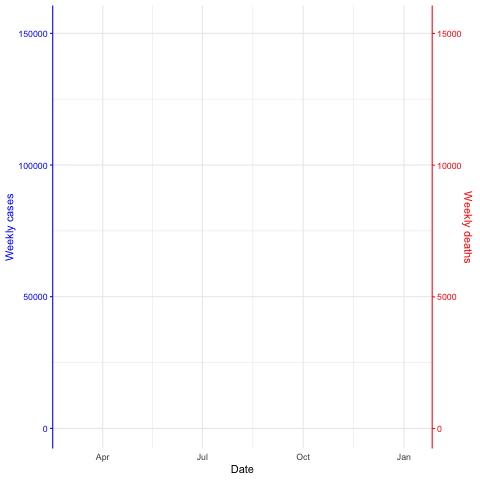 150000
100000
50000
0
Weekly cases
15000
10000
5000
0
Weekly deaths
Apr
Jul
Oct
Jan
Date